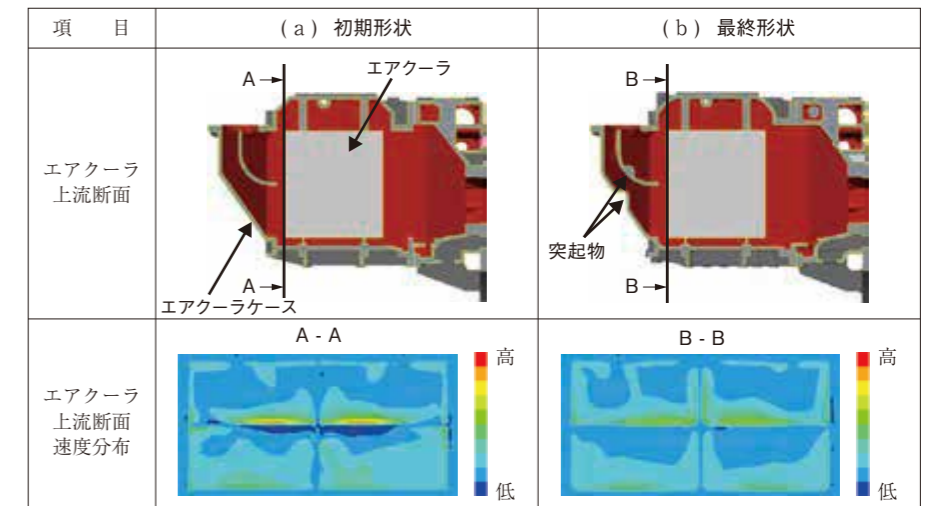 項 目
( a ) 初期形状
( b ) 最終形状
エアクーラ
上流断面
A
エアクーラ
A
エアクーラケース
B
突起物
B
エアクーラ
上流断面
速度分布
A - A
高
低
B - B
高
低